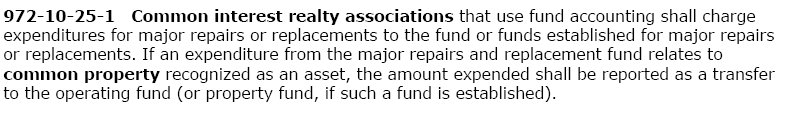 972-10-25-1 Common interest realty associations that use fund accounting shall charge
expenditures for major repairs or replacements to the fund or funds established for major repairs
or replacements. If an expenditure from the major repairs and replacement fund relates to
common property recognized as an asset, the amount expended shall be reported as a transfer
to the operating fund (or property fund, if such a fund is established).